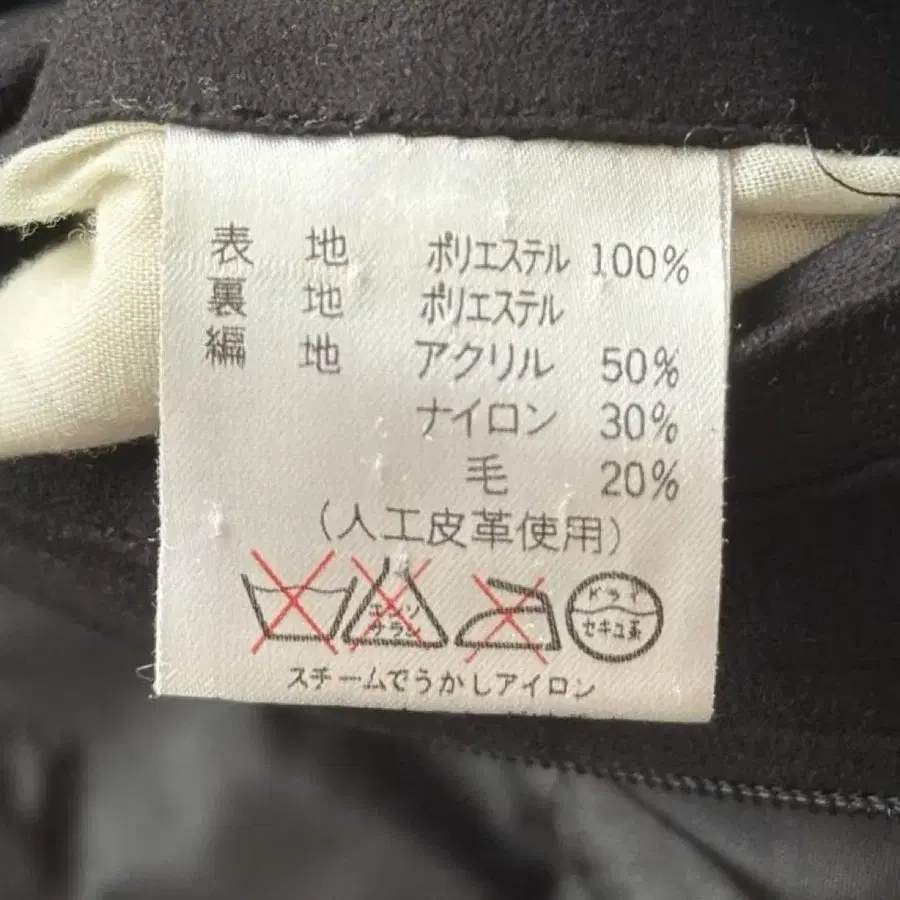 表 地 ポリエステル 100%
裏 地 ポリエステル
編 地 アクリル 50%
ナイロン 30%
毛 20%
（人工皮革使用）
エンソ サラシ ドライ セキユ系
スチームでうかしアイロン